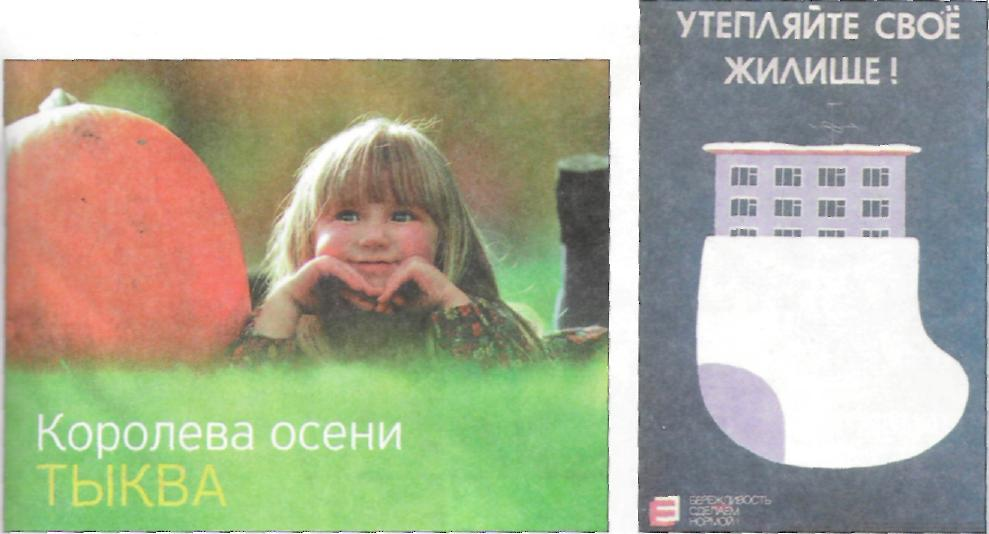 Королева осени
ТЫКВА
УТЕПЛЯЙТЕ СВОЁ
ЖИЛИЩЕ!
БЕРЕЖЛИВОСТЬ
СДЕЛАЕМ
НОРМОЙ!